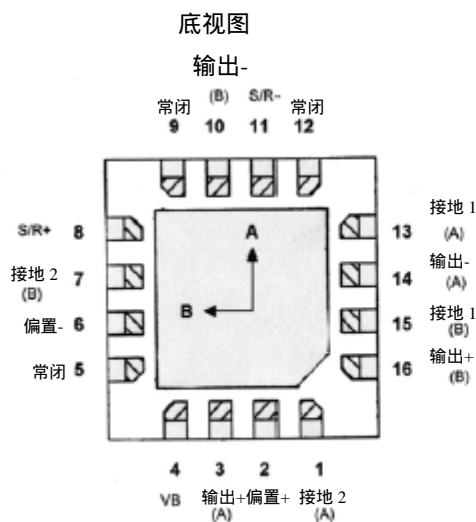 底视图
输出-
(B) S/R-
常闭 常闭
9 10 11 12
接地 1
S/R+ 8 13 (A)
接地 2 7 14 输出-
(B) (A)
A
B
偏置- 6 15 接地 1
(B)
常闭 5 16 输出+
(B)
4 3 2 1
VB 输出+ 偏置+ 接地 2
(A) (A)